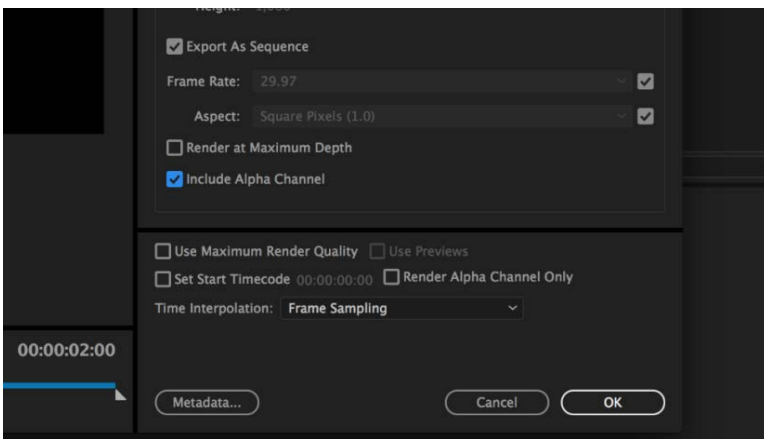 Export As Sequence
Frame Rate: 29.97
Aspect: Square Pixels (1.0)
Render at Maximum Depth
Include Alpha Channel
Use Maximum Render Quality Use Previews
Set Start Timecode 00:00:00:00 Render Alpha Channel Only
Time Interpolation: Frame Sampling
00:00:02:00
Metadata... Cancel OK